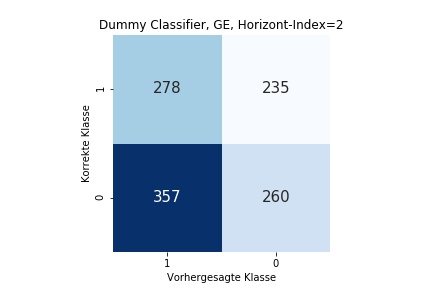 Dummy Classifier, GE, Horizont-Index=2
Korrekte Klasse
1
278
235
0
357
260
1
0
Vorhergesagte Klasse